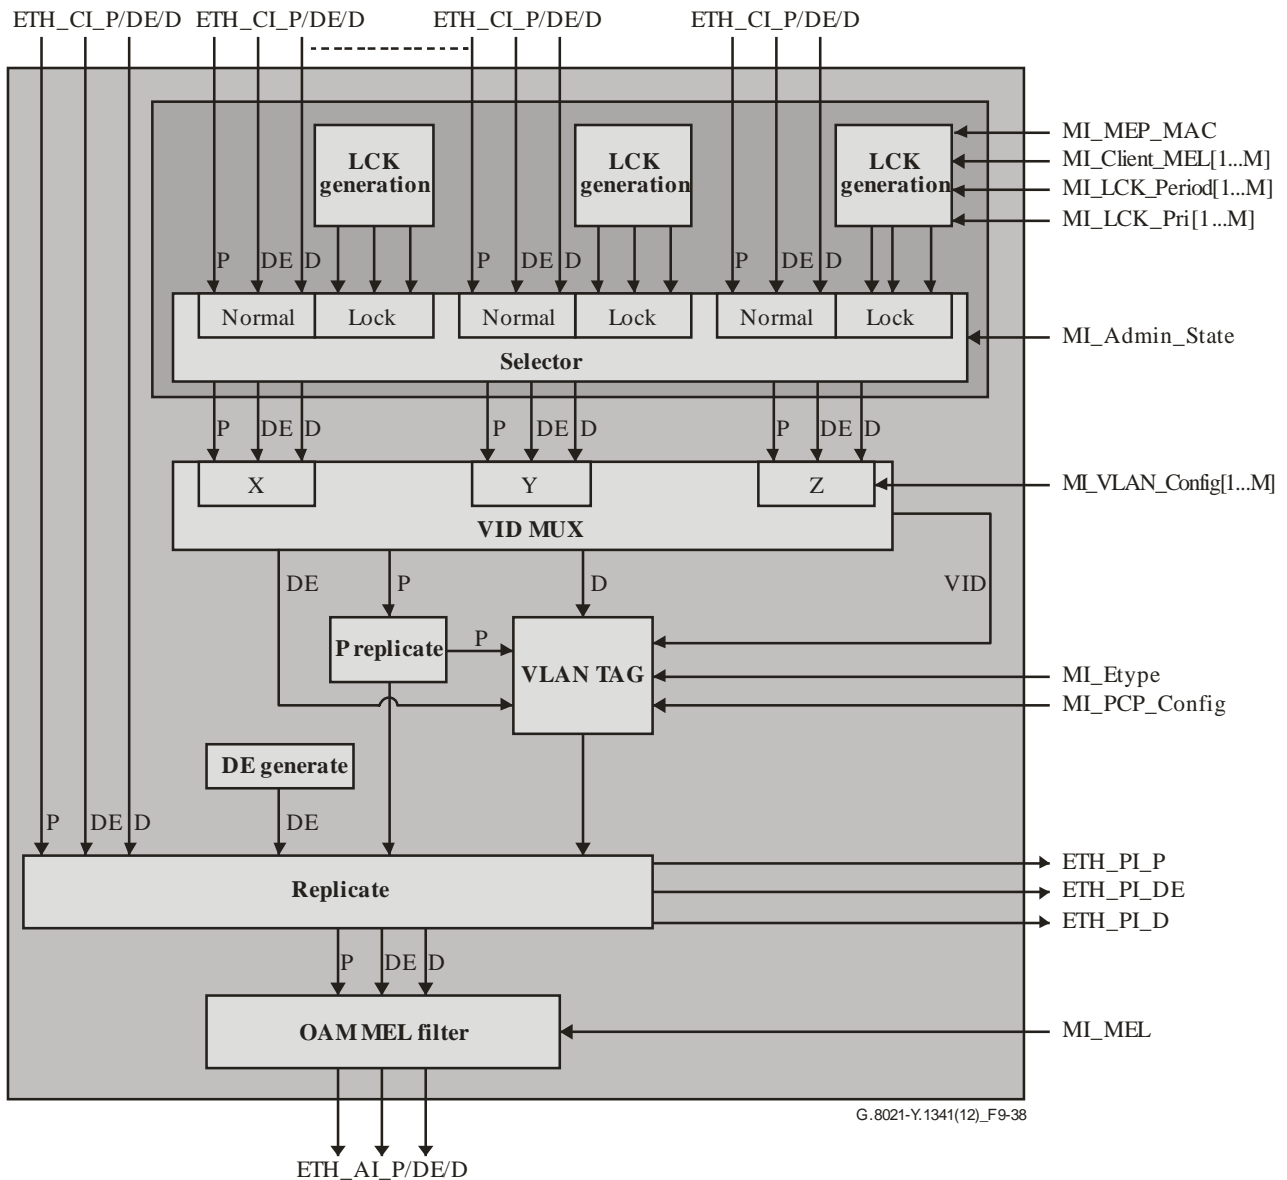 ETH_CI_P/DE/D ETH_CI_P/DE/D ETH_CI_P/DE/D ETH_CI_P/DE/D
LCK generation
LCK generation
LCK generation
MI_MEP_MAC
MI_Client_MEL[1...M]
MI_LCK_Period[1...M]
MI_LCK_Pri[1...M]
P DE D P DE D P DE D
Normal Lock Normal Lock Normal Lock
Selector
MI_Admin_State
P DE D P DE D P DE D
X Y Z
MI_VLAN_Config[1...M]
VID MUX
DE P D VID
P replicate
P
VLAN TAG
MI_Etype
MI_PCP_Config
DE generate
P DE D DE
Replicate
ETH_PI_P
ETH_PI_DE
ETH_PI_D
P DE D
OAM MEL filter
MI_MEL
G.8021-Y.1341(12)_F9-38
ETH_AI_P/DE/D